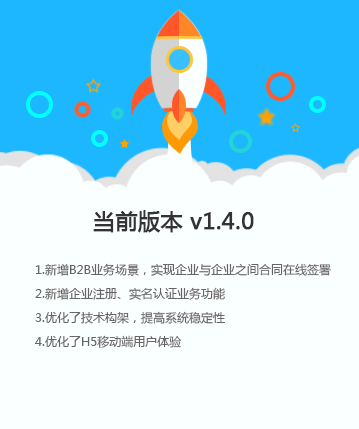 当前版本 v1.4.0
1.新增B2B业务场景，实现企业与企业之间合同在线签署
2.新增企业注册、实名认证业务功能
3.优化了技术构架，提高系统稳定性
4.优化了H5移动端用户体验